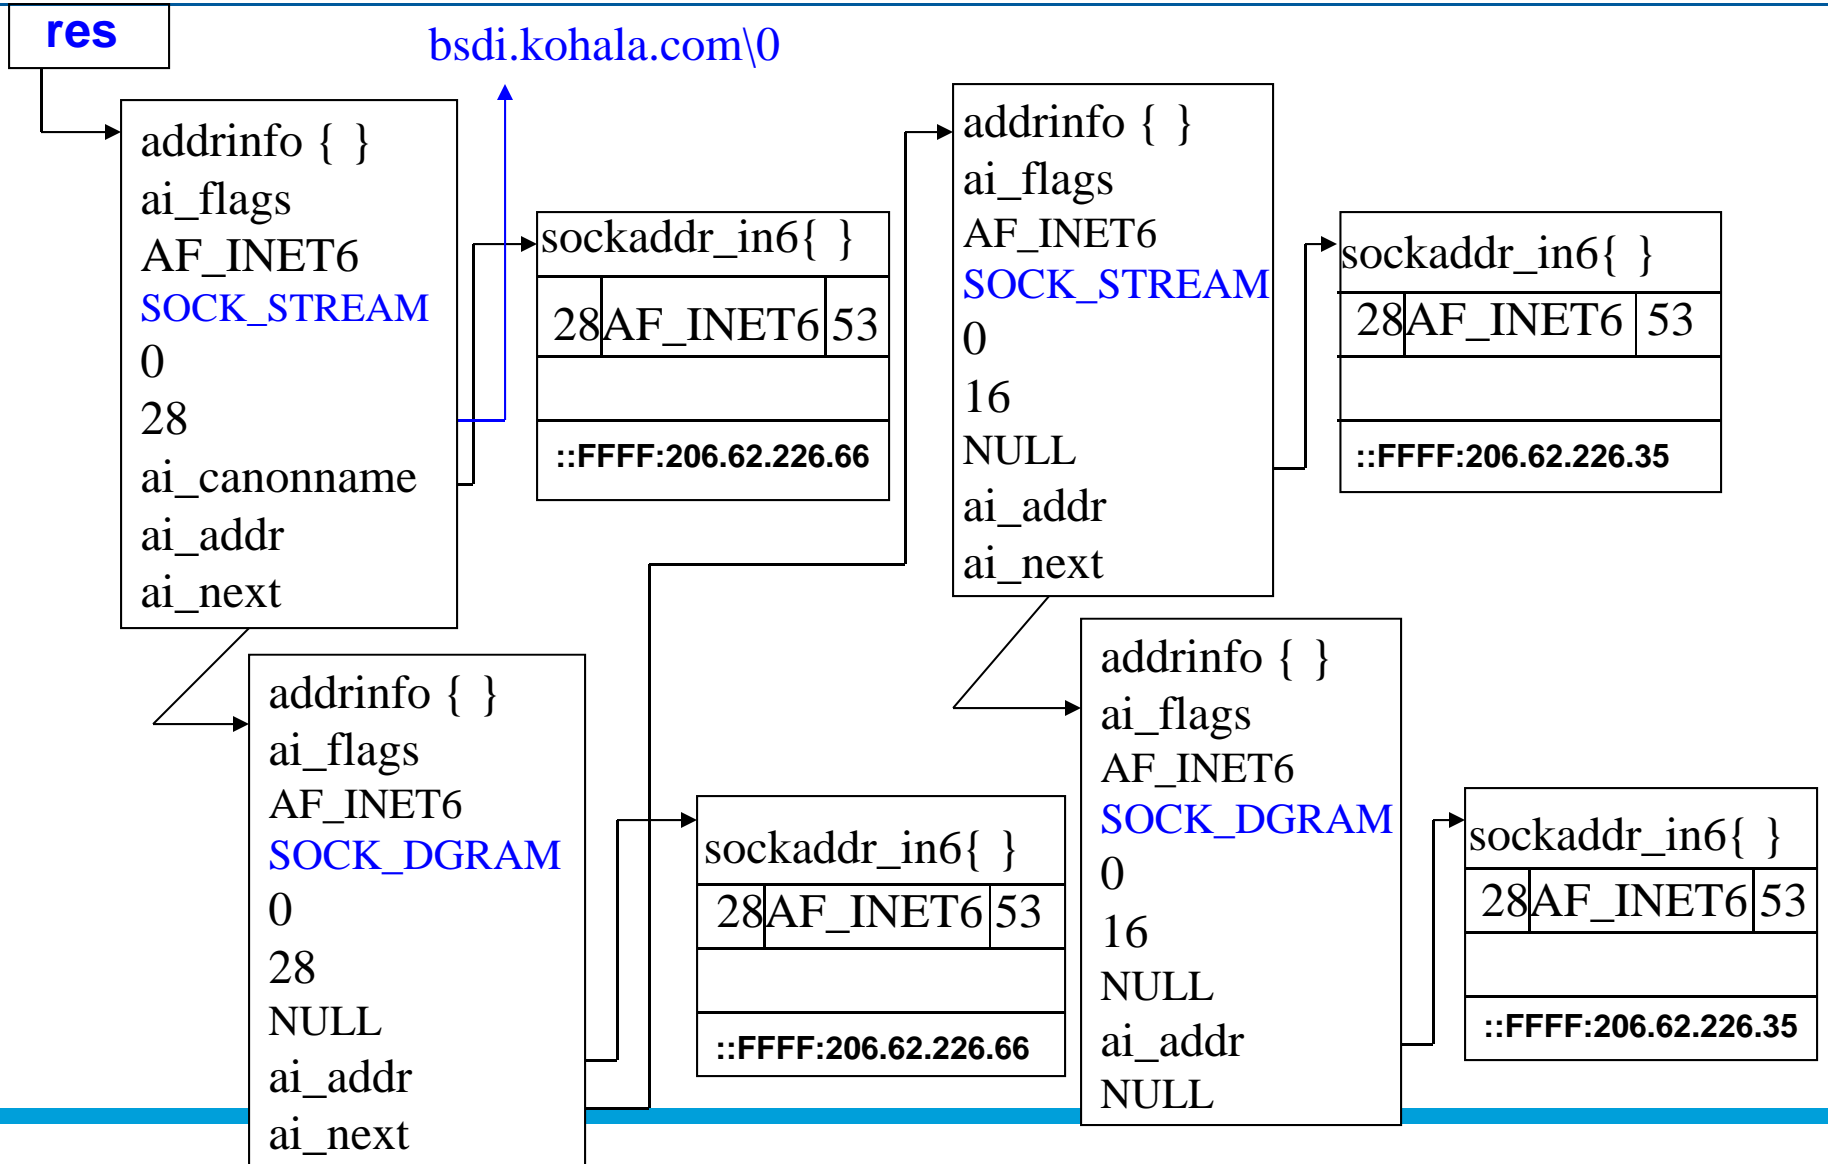 res
bsdi.kohala.com\0
addrinfo { }
ai_flags
AF_INET6
SOCK_STREAM
0
28
ai_canonname
ai_addr
ai_next
sockaddr_in6{ }
28 AF_INET6 53
::FFFF:206.62.226.66
addrinfo { }
ai_flags
AF_INET6
SOCK_DGRAM
0
28
NULL
ai_addr
ai_next
sockaddr_in6{ }
28 AF_INET6 53
::FFFF:206.62.226.66
addrinfo { }
ai_flags
AF_INET6
SOCK_STREAM
0
16
NULL
ai_addr
ai_next
sockaddr_in6{ }
28 AF_INET6 53
::FFFF:206.62.226.35
addrinfo { }
ai_flags
AF_INET6
SOCK_DGRAM
0
16
NULL
ai_addr
NULL
sockaddr_in6{ }
28 AF_INET6 53
::FFFF:206.62.226.35